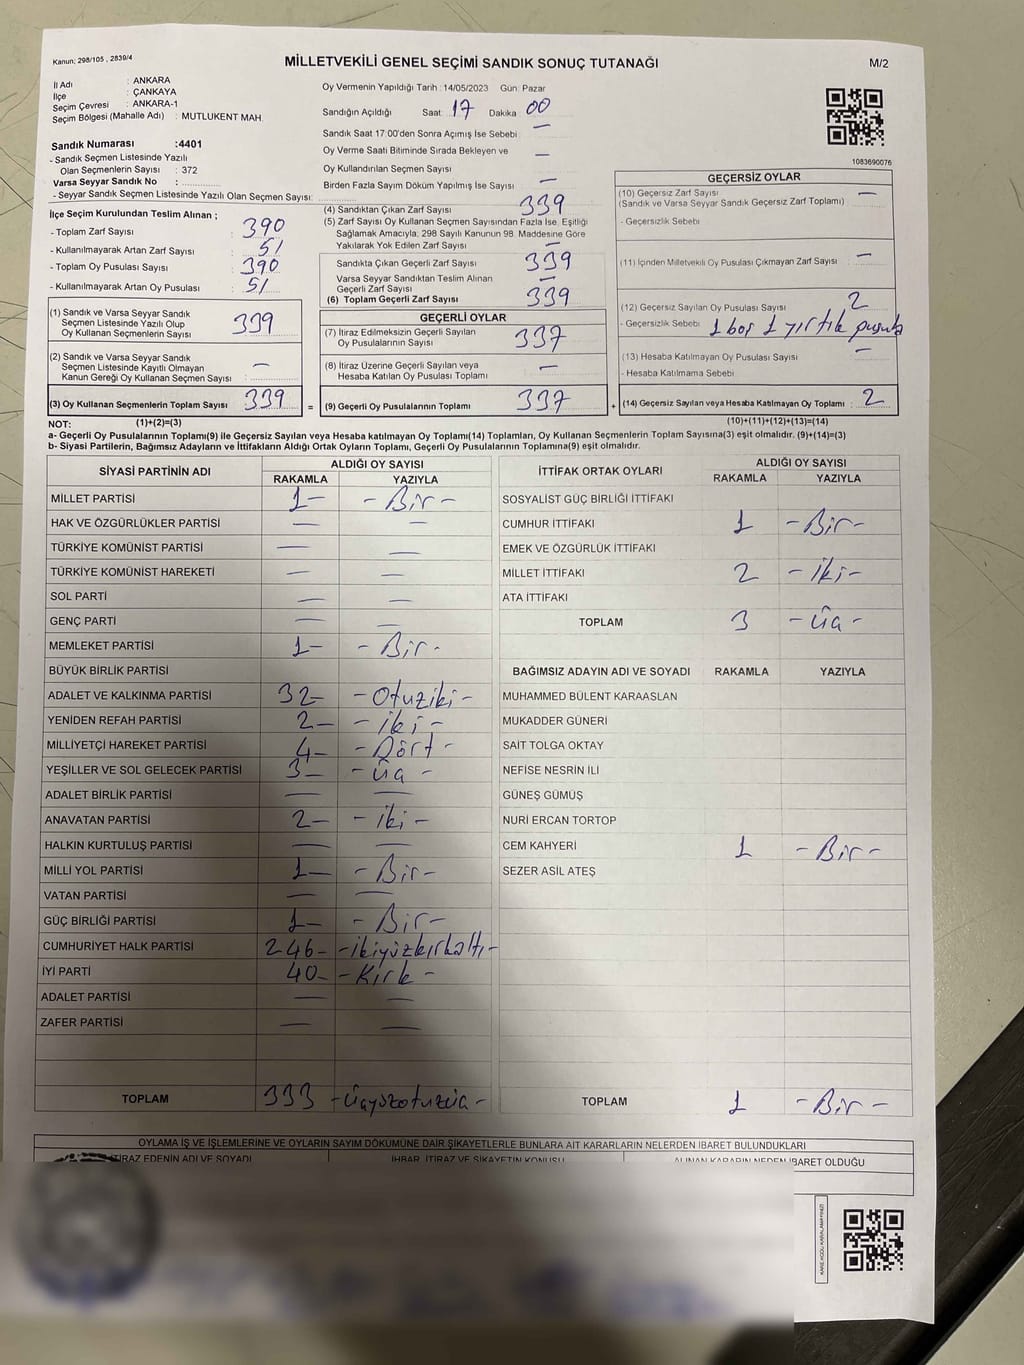 Kanun; 298/105 , 2839/4
MİLLETVEKİLİ GENEL SEÇİMİ SANDIK SONUÇ TUTANAĞI
M/2
İl Adı : ANKARA
İlçe : ÇANKAYA
Seçim Çevresi : ANKARA-1
Seçim Bölgesi (Mahalle Adı) : MUTLUKENT MAH.
Oy Vermenin Yapıldığı Tarih : 14/05/2023 Gün: Pazar
Sandığın Açıldığı Saat 17 Dakika 00
Sandık Saat 17:00'den Sonra Açımış İse Sebebi : —
Oy Verme Saati Bitiminde Sırada Bekleyen ve —
Oy Kullandırılan Seçmen Sayısı
Birden Fazla Sayım Döküm Yapılmış İse Sayısı —
1083690076
Sandık Numarası :4401
- Sandık Seçmen Listesinde Yazılı
Olan Seçmenlerin Sayısı : 372
Varsa Seyyar Sandık No :
- Seyyar Sandık Seçmen Listesinde Yazılı Olan Seçmen Sayısı:
İlçe Seçim Kurulundan Teslim Alınan ;
- Toplam Zarf Sayısı : 390
- Kullanılmayarak Artan Zarf Sayısı : 51
- Toplam Oy Pusulası Sayısı : 390
- Kullanılmayarak Artan Oy Pusulası : 51
(1) Sandık ve Varsa Seyyar Sandık
Seçmen Listesinde Yazılı Olup
Oy Kullanan Seçmenlerin Sayısı : 339
(2) Sandık ve Varsa Seyyar Sandık
Seçmen Listesinde Kayıtlı Olmayan
Kanun Gereği Oy Kullanan Seçmen Sayısı : —
(3) Oy Kullanan Seçmenlerin Toplam Sayısı : 339
(4) Sandıktan Çıkan Zarf Sayısı 339
(5) Zarf Sayısı Oy Kullanan Seçmen Sayısından Fazla İse, Eşitliği
Sağlamak Amacıyla; 298 Sayılı Kanunun 98. Maddesine Göre
Yakılarak Yok Edilen Zarf Sayısı —
Sandıkta Çıkan Geçerli Zarf Sayısı 339
Varsa Seyyar Sandıktan Teslim Alınan
Geçerli Zarf Sayısı —
(6) Toplam Geçerli Zarf Sayısı 339
GEÇERLİ OYLAR
(7) İtiraz Edilmeksizin Geçerli Sayılan
Oy Pusulalarının Sayısı 337
(8) İtiraz Üzerine Geçerli Sayılan veya
Hesaba Katılan Oy Pusulası Toplamı —
= (9) Geçerli Oy Pusulalarının Toplamı 337
GEÇERSİZ OYLAR
(10) Geçersiz Zarf Sayısı —
(Sandık ve Varsa Seyyar Sandık Geçersiz Zarf Toplamı)
- Geçersizlik Sebebi
(11) İçinden Milletvekili Oy Pusulası Çıkmayan Zarf Sayısı —
(12) Geçersiz Sayılan Oy Pusulası Sayısı 2
- Geçersizlik Sebebi 1 boş 1 yırtık pusula
(13) Hesaba Katılmayan Oy Pusulası Sayısı —
- Hesaba Katılmama Sebebi
+ (14) Geçersiz Sayılan veya Hesaba Katılmayan Oy Toplamı : 2
NOT: (1)+(2)=(3) (10)+(11)+(12)+(13)=(14)
a- Geçerli Oy Pusulalarının Toplamı(9) ile Geçersiz Sayılan veya Hesaba katılmayan Oy Toplamı(14) Toplamları, Oy Kullanan Seçmenlerin Toplam Sayısına(3) eşit olmalıdır. (9)+(14)=(3)
b- Siyasi Partilerin, Bağımsız Adayların ve İttifakların Aldığı Oyların Toplamı, Geçerli Oy Pusulalarının Toplamına(9) eşit olmalıdır.
SİYASİ PARTİNİN ADI ALDIĞI OY SAYISI
RAKAMLA YAZIYLA
MİLLET PARTİSİ 1- -Bir-
HAK VE ÖZGÜRLÜKLER PARTİSİ — —
TÜRKİYE KOMÜNİST PARTİSİ — —
TÜRKİYE KOMÜNİST HAREKETİ — —
SOL PARTİ — —
GENÇ PARTİ — —
MEMLEKET PARTİSİ 1- -Bir-
BÜYÜK BİRLİK PARTİSİ
ADALET VE KALKINMA PARTİSİ 32- -Otuziki-
YENİDEN REFAH PARTİSİ 2- -iki-
MİLLİYETÇİ HAREKET PARTİSİ 4- -Dört-
YEŞİLLER VE SOL GELECEK PARTİSİ 3- -üç-
ADALET BİRLİK PARTİSİ — —
ANAVATAN PARTİSİ 2- -iki-
HALKIN KURTULUŞ PARTİSİ — —
MİLLİ YOL PARTİSİ 1- -Bir-
VATAN PARTİSİ — —
GÜÇ BİRLİĞİ PARTİSİ 1- -Bir-
CUMHURİYET HALK PARTİSİ 246- -ikiyüzkırkaltı-
İYİ PARTİ 40- -Kırk-
ADALET PARTİSİ — —
ZAFER PARTİSİ — —
TOPLAM 333 -üçyüzotuzüç-
İTTİFAK ORTAK OYLARI ALDIĞI OY SAYISI
RAKAMLA YAZIYLA
SOSYALİST GÜÇ BİRLİĞİ İTTİFAKI
CUMHUR İTTİFAKI 1 -Bir-
EMEK VE ÖZGÜRLÜK İTTİFAKI
MİLLET İTTİFAKI 2 -iki-
ATA İTTİFAKI
TOPLAM 3 -üç-
BAĞIMSIZ ADAYIN ADI VE SOYADI RAKAMLA YAZIYLA
MUHAMMED BÜLENT KARAASLAN
MUKADDER GÜNERİ
SAİT TOLGA OKTAY
NEFİSE NESRİN İLİ
GÜNEŞ GÜMÜŞ
NURİ ERCAN TORTOP
CEM KAHYERİ 1 -Bir-
SEZER ASİL ATEŞ
TOPLAM 1 -Bir-
OYLAMA İŞ VE İŞLEMLERİNE VE OYLARIN SAYIM DÖKÜMÜNE DAİR ŞİKAYETLERLE BUNLARA AİT KARARLARIN NELERDEN İBARET BULUNDUKLARI
İTİRAZ EDENİN ADI VE SOYADI İHBAR, İTİRAZ VE ŞİKAYETİN KONUSU ALINAN KARARIN NEDEN İBARET OLDUĞU